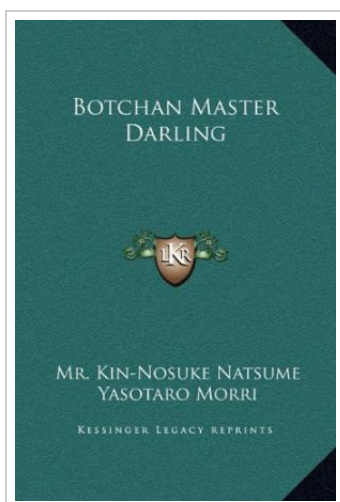 BOTCHAN MASTER
DARLING
LKR
MR. KIN-NOSUKE NATSUME
YASOTARO MORRI
KESSINGER LEGACY REPRINTS